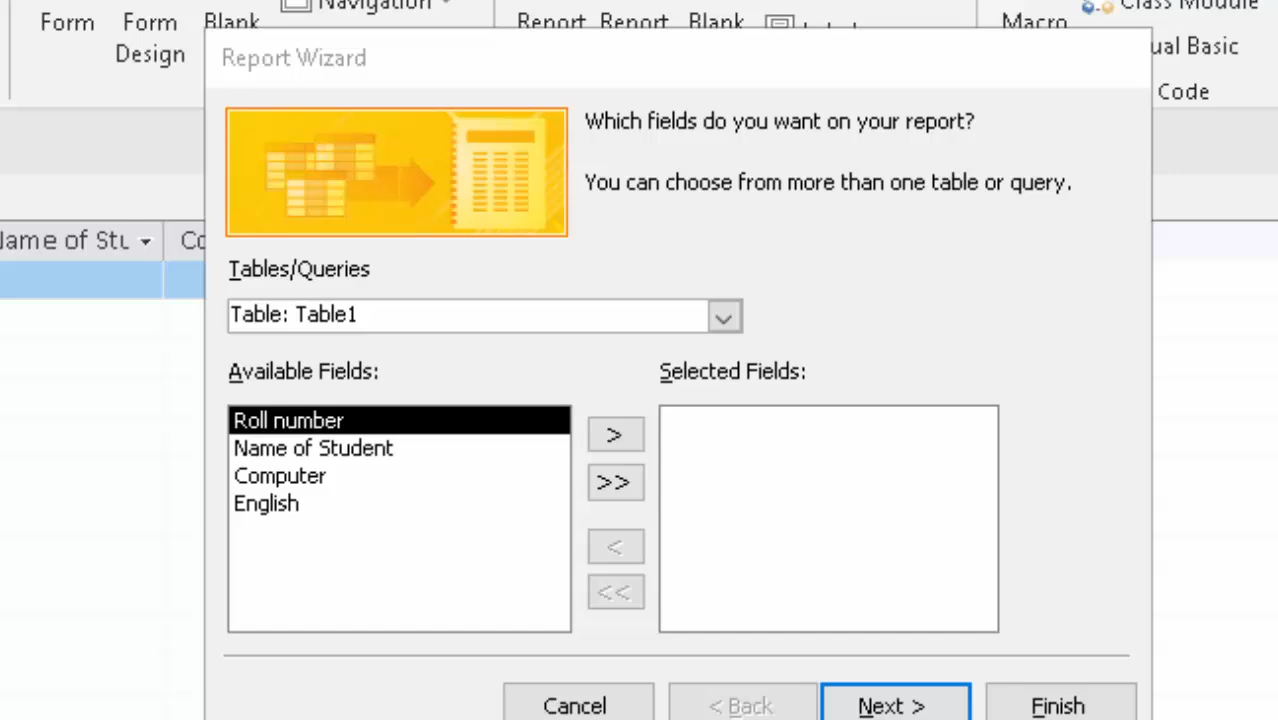 Navigation
Class Module
Form Form Blank Report Report Blank Macro
Design
ual Basic
Code
Report Wizard
Which fields do you want on your report?
You can choose from more than one table or query.
Name of Stu Co
Tables/Queries
Table: Table1
Available Fields: Selected Fields:
Roll number
Name of Student
Computer
English
>
>>
<
<<
Cancel < Back Next > Finish